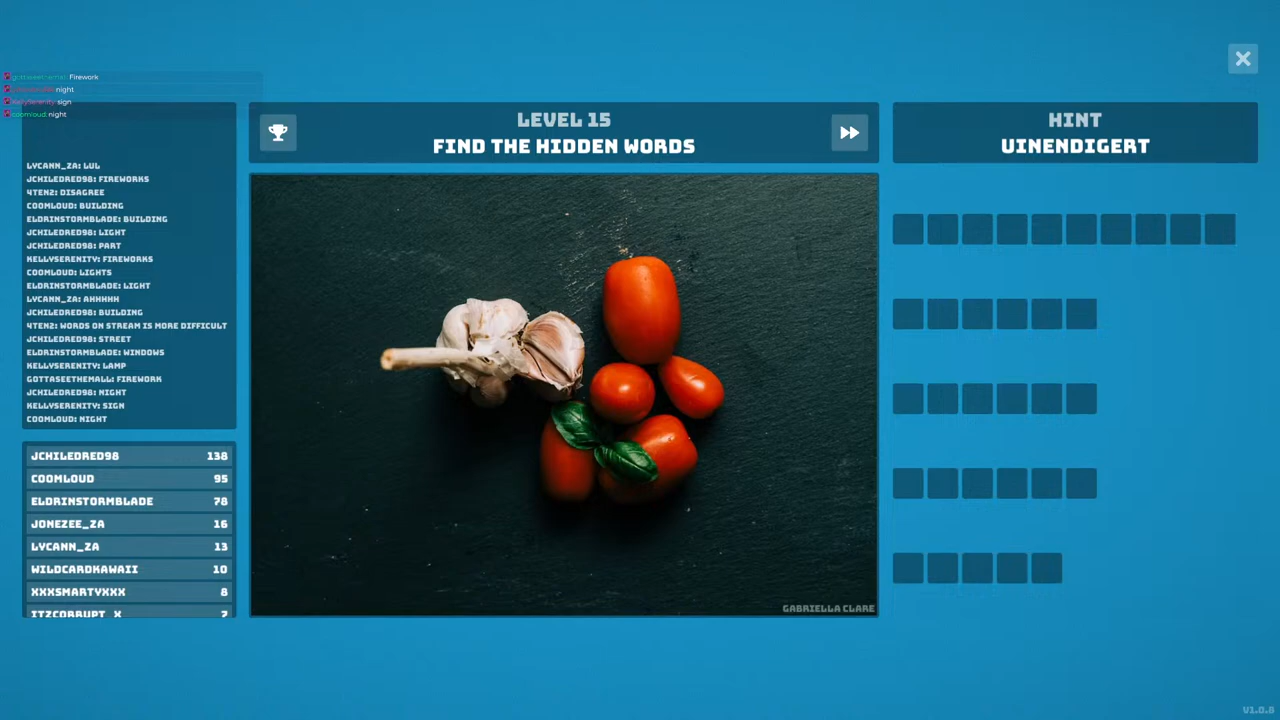 gottaseethemall: Firework
night
KellySerenity: sign
coomloud: night
LYCANN_ZA: LUL
JCHILEDRED98: FIREWORKS
4TEN2: DISAGREE
COOMLOUD: BUILDING
ELDRINSTORMBLADE: BUILDING
JCHILEDRED98: LIGHT
JCHILEDRED98: PART
KELLYSERENITY: FIREWORKS
COOMLOUD: LIGHTS
ELDRINSTORMBLADE: LIGHT
LYCANN_ZA: AHHHHH
JCHILEDRED98: BUILDING
4TEN2: WORDS ON STREAM IS MORE DIFFICULT
JCHILEDRED98: STREET
ELDRINSTORMBLADE: WINDOWS
KELLYSERENITY: LAMP
GOTTASEETHEMALL: FIREWORK
JCHILEDRED98: NIGHT
KELLYSERENITY: SIGN
COOMLOUD: NIGHT
JCHILEDRED98 138
COOMLOUD 95
ELDRINSTORMBLADE 78
JONEZEE_ZA 16
LYCANN_ZA 13
WILDCARDKAWAII 10
XXXSMARTYXXX 8
ITZCORRUPT_X 7
LEVEL 15
FIND THE HIDDEN WORDS
GABRIELLA CLARE
HINT
UINENDIGERT
V1.0.8